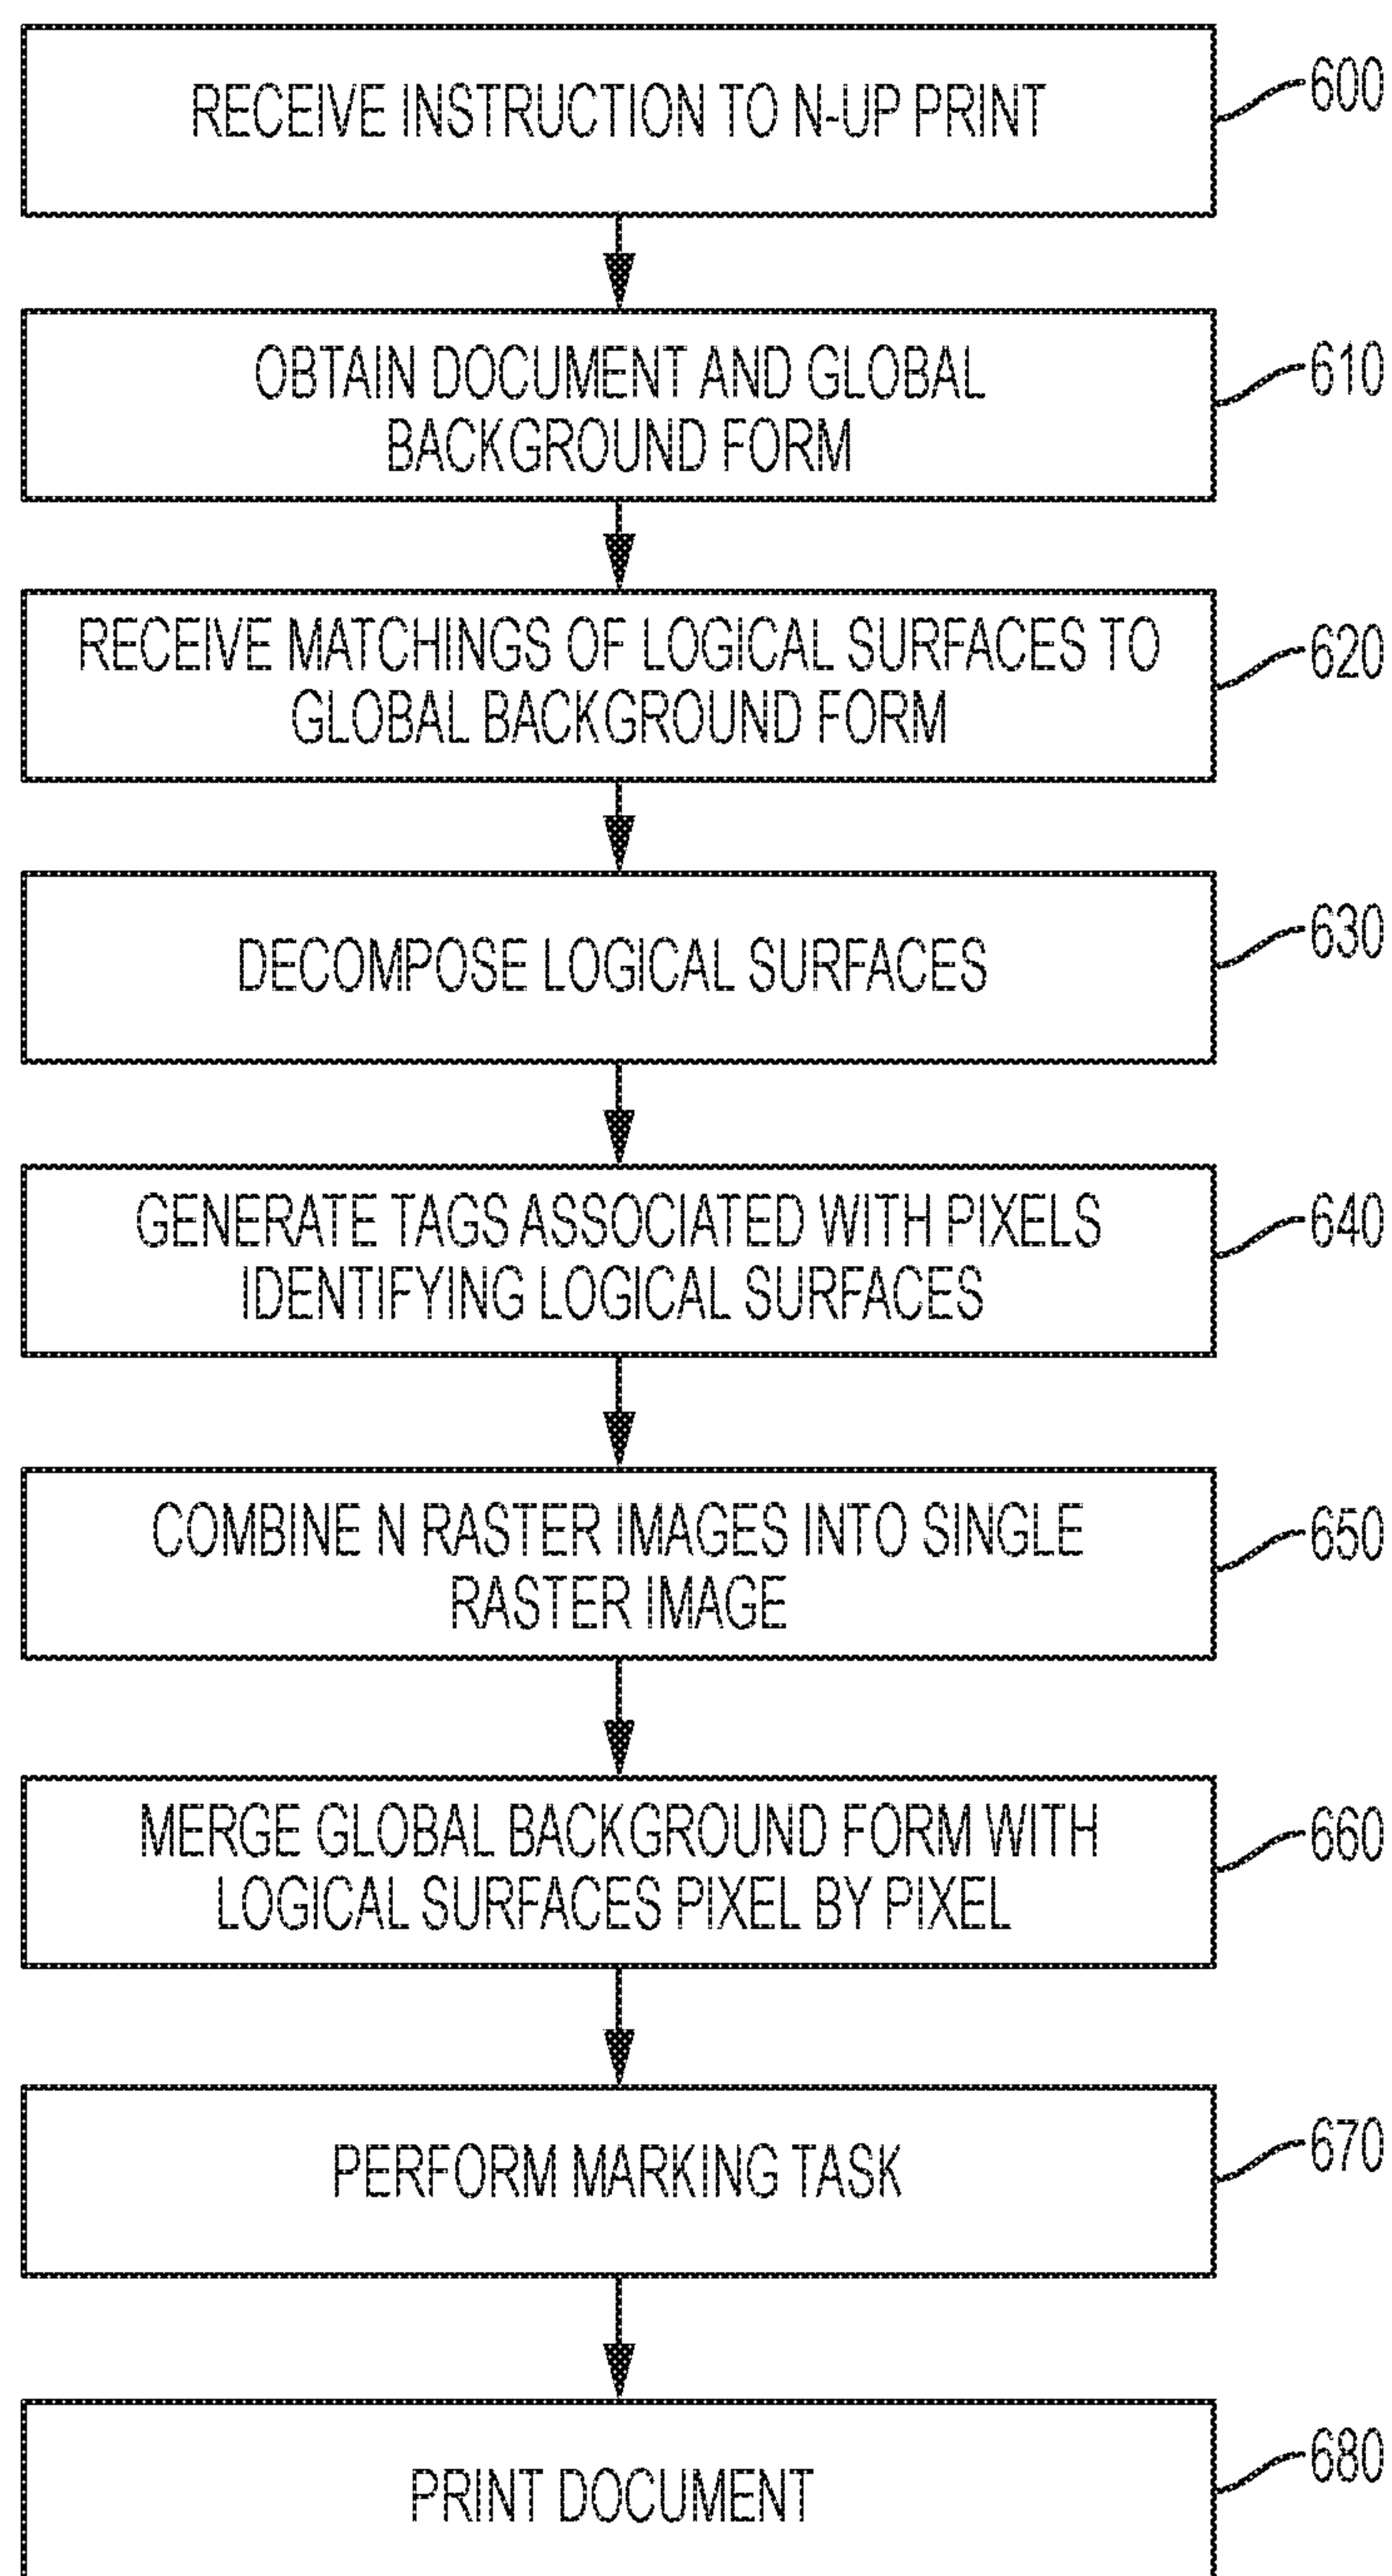 RECEIVE INSTRUCTION TO N-UP PRINT
600
OBTAIN DOCUMENT AND GLOBAL
BACKGROUND FORM
610
RECEIVE MATCHINGS OF LOGICAL SURFACES TO
GLOBAL BACKGROUND FORM
620
DECOMPOSE LOGICAL SURFACES
630
GENERATE TAGS ASSOCIATED WITH PIXELS
IDENTIFYING LOGICAL SURFACES
640
COMBINE N RASTER IMAGES INTO SINGLE
RASTER IMAGE
650
MERGE GLOBAL BACKGROUND FORM WITH
LOGICAL SURFACES PIXEL BY PIXEL
660
PERFORM MARKING TASK
670
PRINT DOCUMENT
680